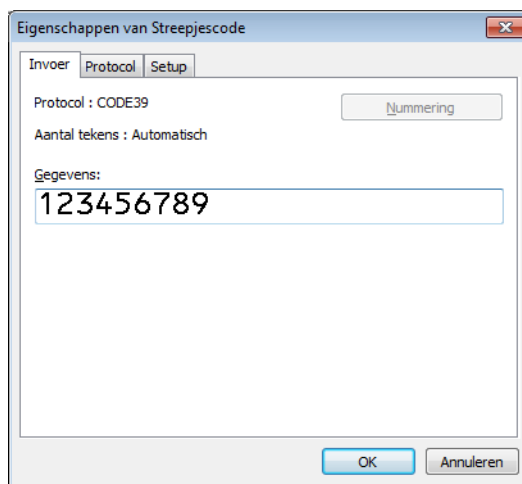 Eigenschappen van Streepjescode
Invoer Protocol Setup
Protocol : CODE39 Nummering
Aantal tekens : Automatisch
Gegevens:
123456789
OK Annuleren